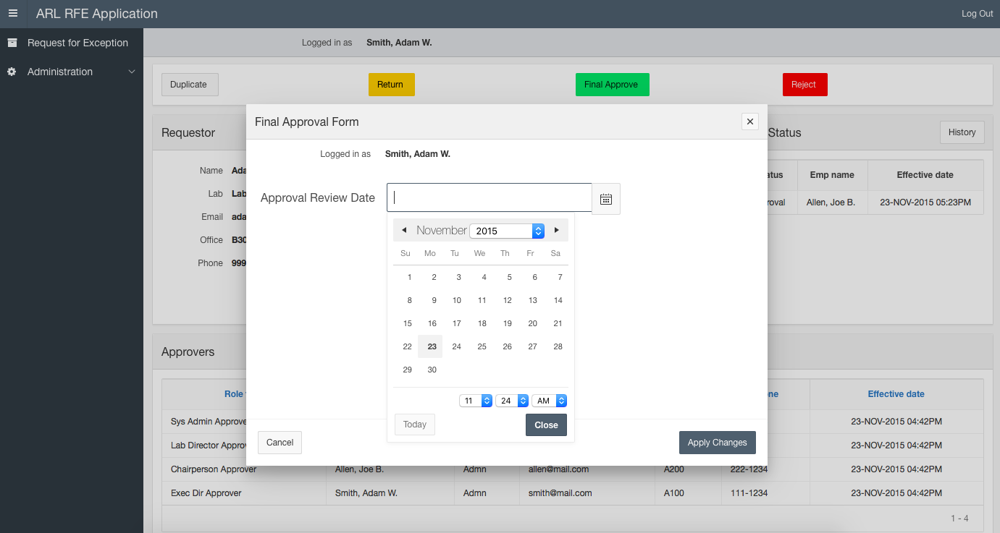 ARL RFE Application
Log Out
Request for Exception
Administration
Logged in as Smith, Adam W.
Duplicate Return Final Approve Reject
Final Approval Form
Logged in as Smith, Adam W.
Approval Review Date
November 2015
Su Mo Tu We Th Fr Sa
1 2 3 4 5 6 7
8 9 10 11 12 13 14
15 16 17 18 19 20 21
22 23 24 25 26 27 28
29 30
11 24 AM
Today Close
Cancel Apply Changes
Requestor
Name Ada
Lab Lab
Email ada
Office B30
Phone 999
Status History
atus Emp name Effective date
roval Allen, Joe B. 23-NOV-2015 05:23PM
Approvers
Role ne Effective date
Sys Admin Approve 23-NOV-2015 04:42PM
Lab Director Appro 23-NOV-2015 04:42PM
Chairperson Approver Allen, Joe B. Admn allen@mail.com A200 222-1234 23-NOV-2015 04:42PM
Exec Dir Approver Smith, Adam W. Admn smith@mail.com A100 111-1234 23-NOV-2015 04:42PM
1 - 4